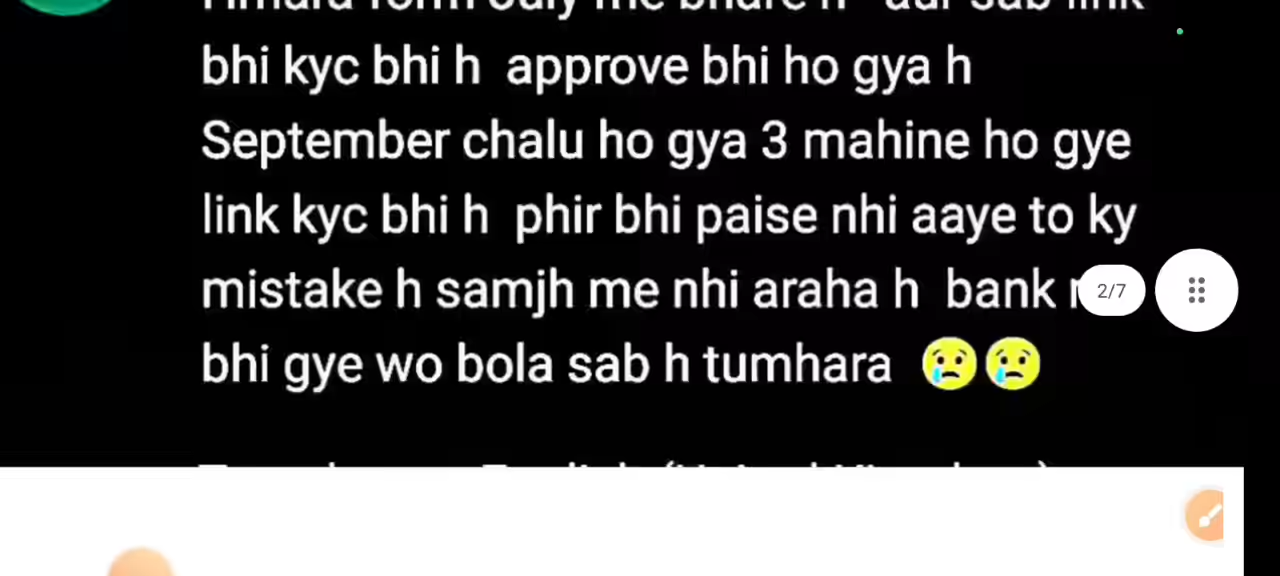 bhi kyc bhi h approve bhi ho gya h
September chalu ho gya 3 mahine ho gye
link kyc bhi h phir bhi paise nhi aaye to ky
mistake h samjh me nhi araha h bank
2/7
bhi gye wo bola sab h tumhara 😢😢